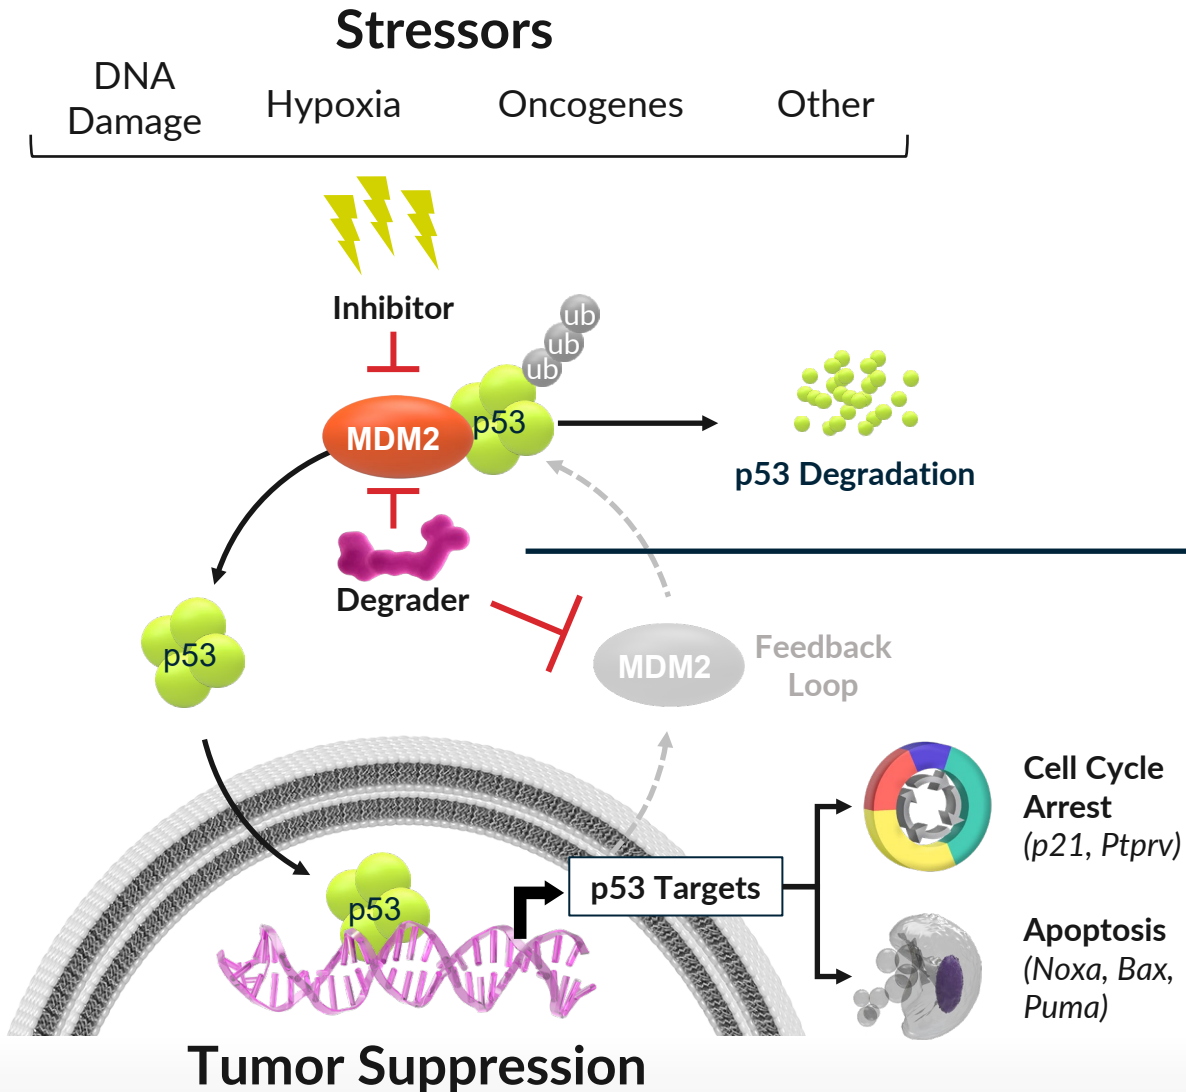 Stressors
DNA
Damage
Hypoxia
Oncogenes
Other
Inhibitor
ub
ub
ub
MDM2
p53
p53 Degradation
Degrader
p53
MDM2
Feedback
Loop
Cell Cycle
Arrest
(p21, Ptprv)
p53 Targets
p53
Apoptosis
(Noxa, Bax,
Puma)
Tumor Suppression